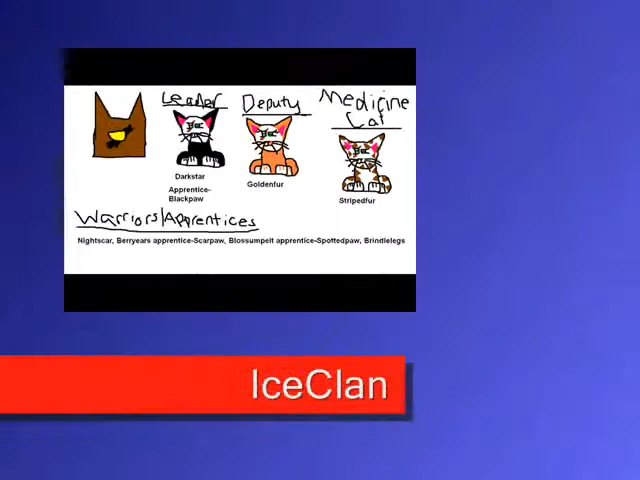 Leader
Deputy
Medicine
Cat
Darkstar
Apprentice-
Blackpaw
Goldenfur
Stripedfur
Warriors/Apprentices
Nightscar, Berryears apprentice-Scarpaw, Blossumpelt apprentice-Spottedpaw, Brindlelegs
IceClan